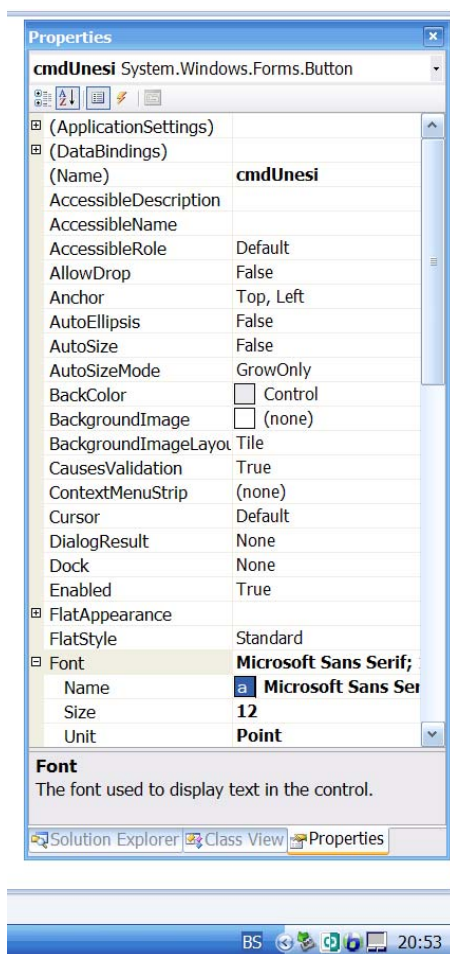 Properties
cmdUnesi System.Windows.Forms.Button
(ApplicationSettings)
(DataBindings)
(Name) cmdUnesi
AccessibleDescription
AccessibleName
AccessibleRole Default
AllowDrop False
Anchor Top, Left
AutoEllipsis False
AutoSize False
AutoSizeMode GrowOnly
BackColor Control
BackgroundImage (none)
BackgroundImageLayou Tile
CausesValidation True
ContextMenuStrip (none)
Cursor Default
DialogResult None
Dock None
Enabled True
FlatAppearance
FlatStyle Standard
Font Microsoft Sans Serif;
Name a Microsoft Sans Ser
Size 12
Unit Point
Font
The font used to display text in the control.
Solution Explorer Class View Properties
BS 20:53